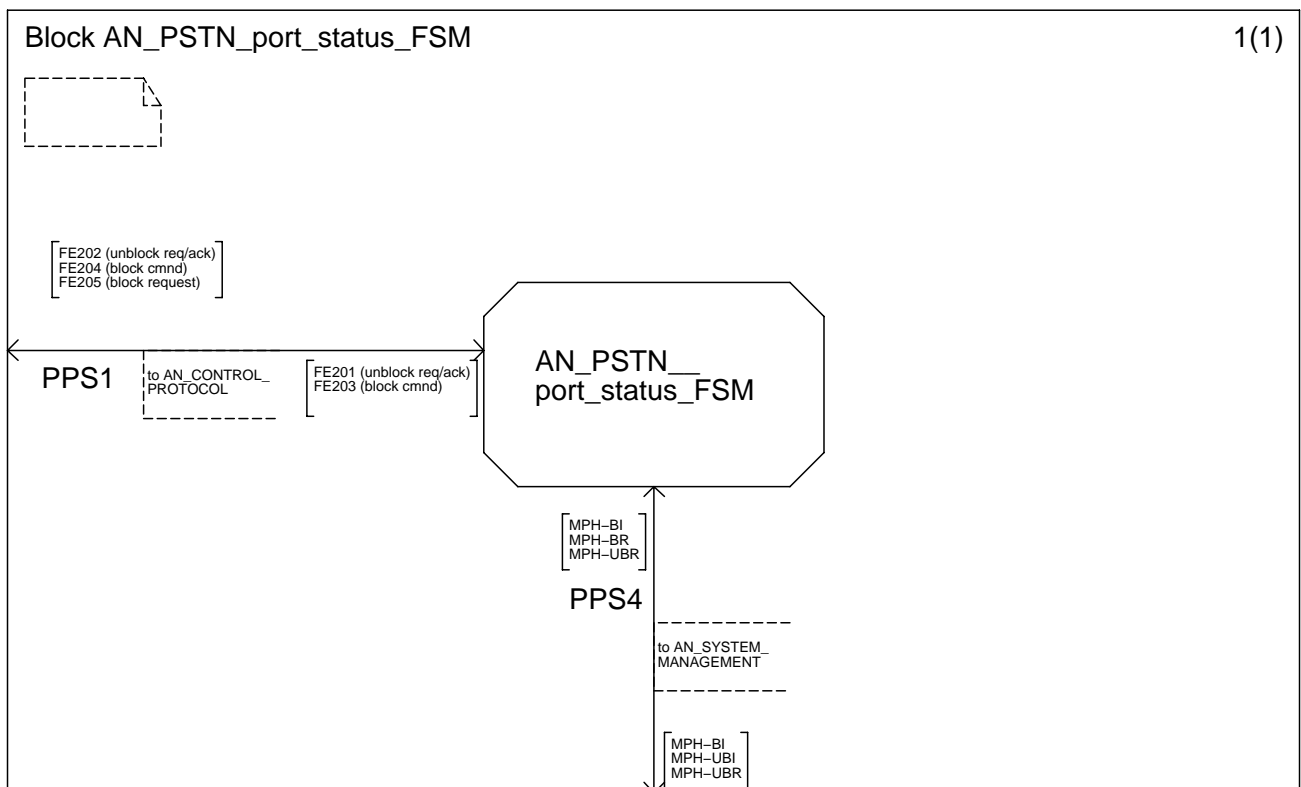 Block AN_PSTN_port_status_FSM
1(1)
FE202 (unblock req/ack)
FE204 (block cmnd)
FE205 (block request)
PPS1
to AN_CONTROL_
PROTOCOL
FE201 (unblock req/ack)
FE203 (block cmnd)
AN_PSTN__
port_status_FSM
MPH−BI
MPH−BR
MPH−UBR
PPS4
to AN_SYSTEM_
MANAGEMENT
MPH−BI
MPH−UBI
MPH−UBR